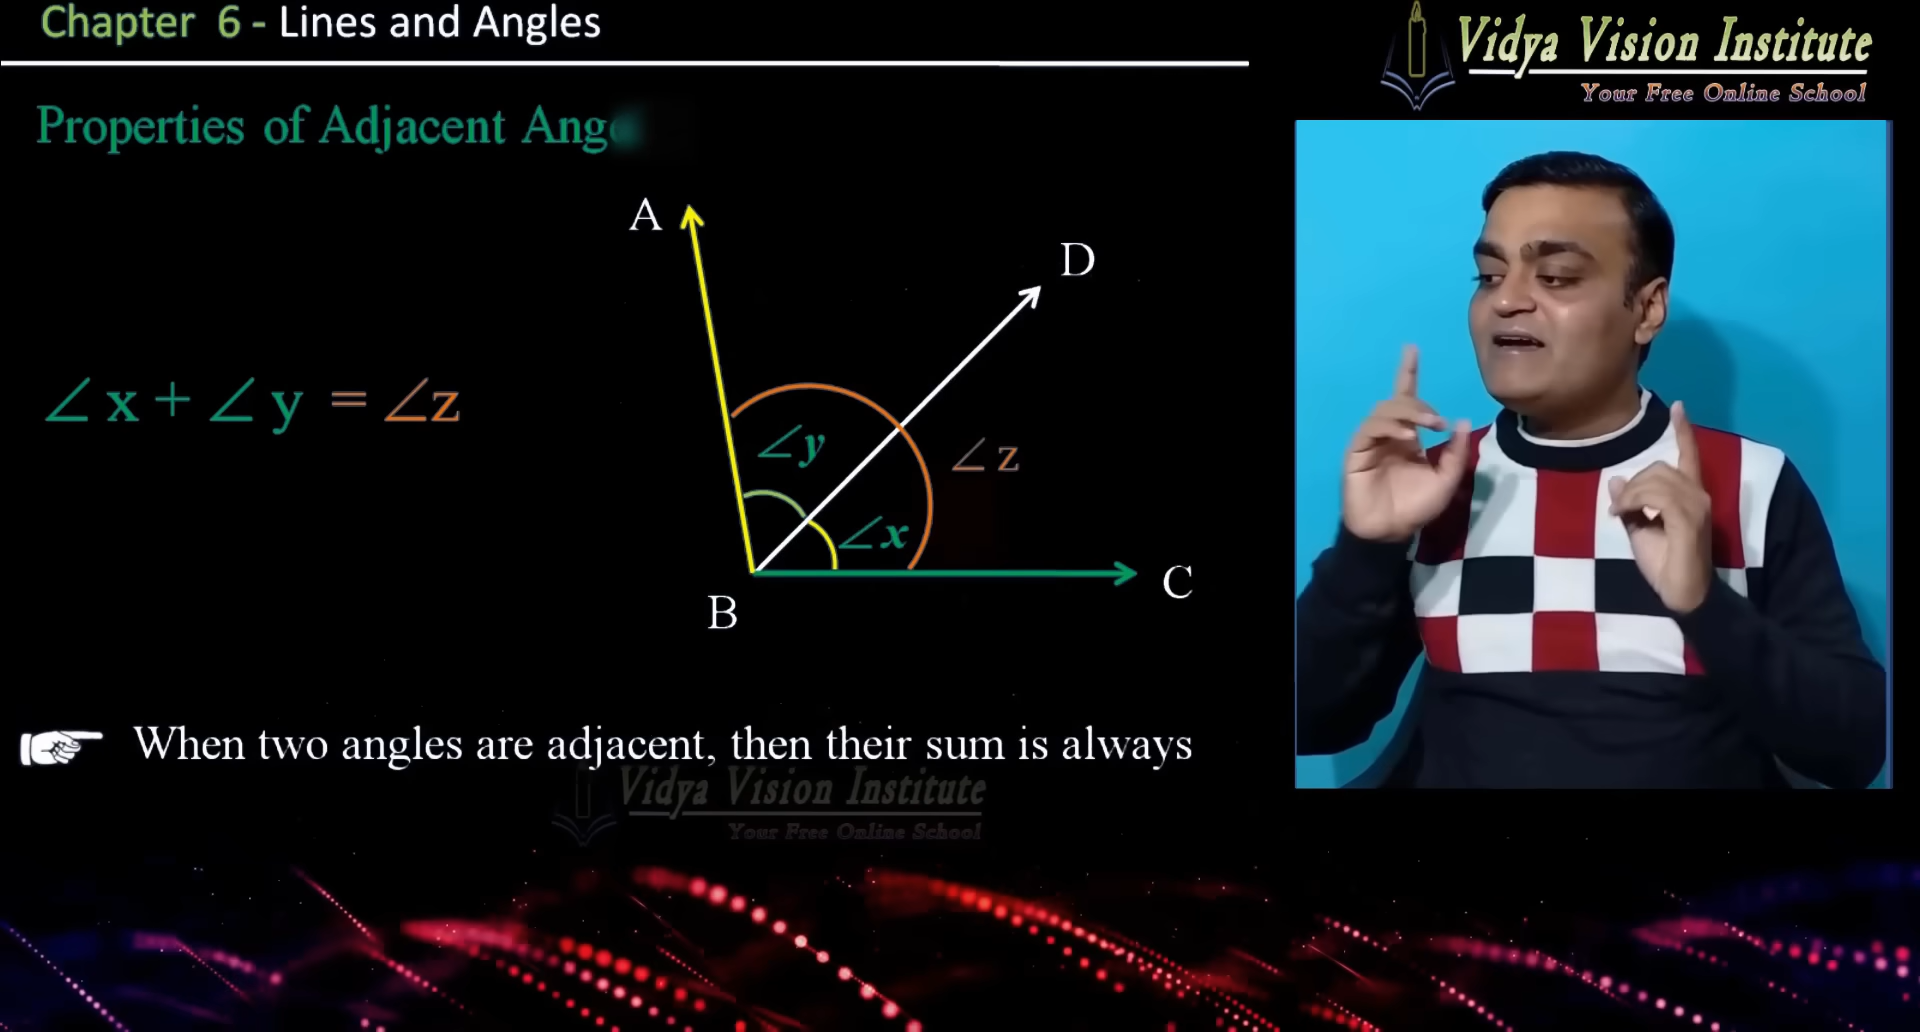 Chapter 6 - Lines and Angles
Vidya Vision Institute
Your Free Online School
Properties of Adjacent Ang
A
D
∠x + ∠y = ∠z
∠y
∠z
∠x
B
C
When two angles are adjacent, then their sum is always
Vidya Vision Institute
Your Free Online School